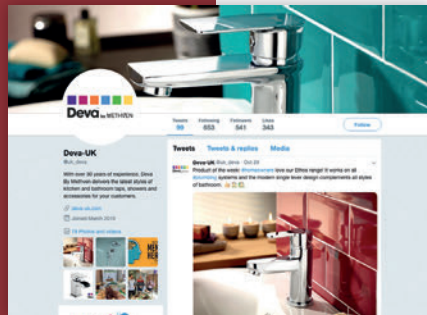 Deva by METHVEN
Tweets Following Followers Likes
99 653 541 343
Follow
Deva-UK
@uk_deva
With over 30 years of experience, Deva
By Methven delivers the latest styles of
kitchen and bathroom taps, showers and
accessories for your customers.
deva-uk.com
Joined March 2016
Photos and videos
Tweets Tweets & replies Media
Deva-UK @uk_deva · Oct 23
Product of the week
love our Ethos range! It works on all
#plumbing systems and the modern single lever design complements all styles
of bathroom.